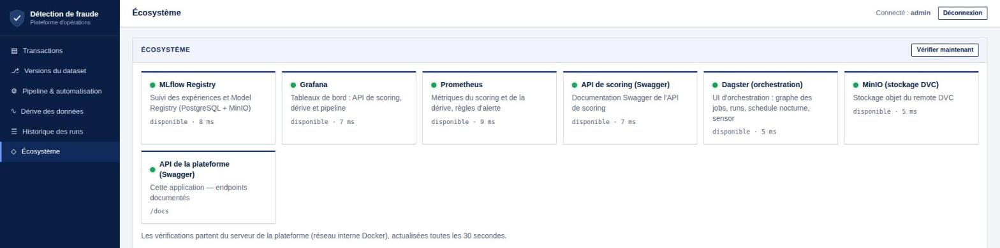 Détection de fraude
Plateforme d'opérations
Transactions
Versions du dataset
Pipeline & automatisation
Dérive des données
Historique des runs
Écosystème
Écosystème
Connecté : admin
Déconnexion
ÉCOSYSTÈME
Vérifier maintenant
MLflow Registry
Suivi des expériences et Model
Registry (PostgreSQL + MinIO)
disponible · 8 ms
Grafana
Tableaux de bord : API de scoring,
dérive et pipeline
disponible · 7 ms
Prometheus
Métriques du scoring et de la
dérive, règles d'alerte
disponible · 9 ms
API de scoring (Swagger)
Documentation Swagger de l'API
de scoring
disponible · 7 ms
Dagster (orchestration)
UI d'orchestration : graphe des
jobs, runs, schedule nocturne,
sensor
disponible · 5 ms
MinIO (stockage DVC)
Stockage objet du remote DVC
disponible · 5 ms
API de la plateforme
(Swagger)
Cette application — endpoints
documentés
/docs
Les vérifications partent du serveur de la plateforme (réseau interne Docker), actualisées toutes les 30 secondes.